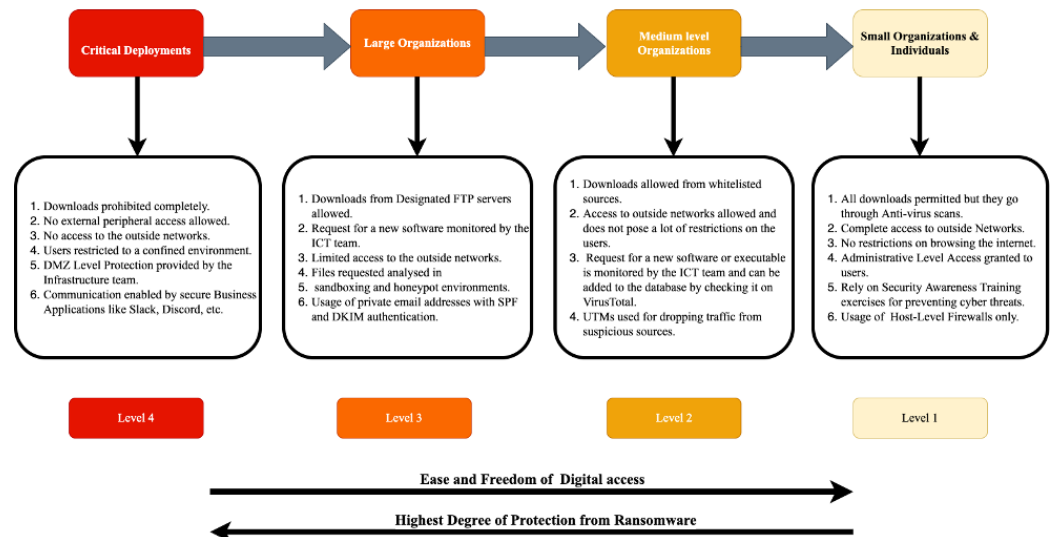 Critical Deployments
Large Organizations
Medium level
Organizations
Small Organizations &
Individuals
1. Downloads prohibited completely.
2. No external peripheral access allowed.
3. No access to the outside networks.
4. Users restricted to a confined environment.
5. DMZ Level Protection provided by the
Infrastructure team.
6. Communication enabled by secure Business
Applications like Slack, Discord, etc.
1. Downloads from Designated FTP servers
allowed.
2. Request for a new software monitored by the
ICT team.
3. Limited access to the outside networks.
4. Files requested analysed in
5. sandboxing and honeypot environments.
6. Usage of private email addresses with SPF
and DKIM authentication.
1. Downloads allowed from whitelisted
sources.
2. Access to outside networks allowed and
does not pose a lot of restrictions on
the users.
3. Request for a new software or executable
is monitored by the ICT team and can be
added to the database by checking it on
VirusTotal.
4. UTMs used for dropping traffic from
suspicious sources.
1. All downloads permitted but they go
through Anti-virus scans.
2. Complete access to outside Networks.
3. No restrictions on browsing the internet.
4. Administrative Level Access granted to
users.
5. Rely on Security Awareness Training
exercises for preventing cyber threats.
6. Usage of Host-Level Firewalls only.
Level 4
Level 3
Level 2
Level 1
Ease and Freedom of Digital access
Highest Degree of Protection from Ransomware